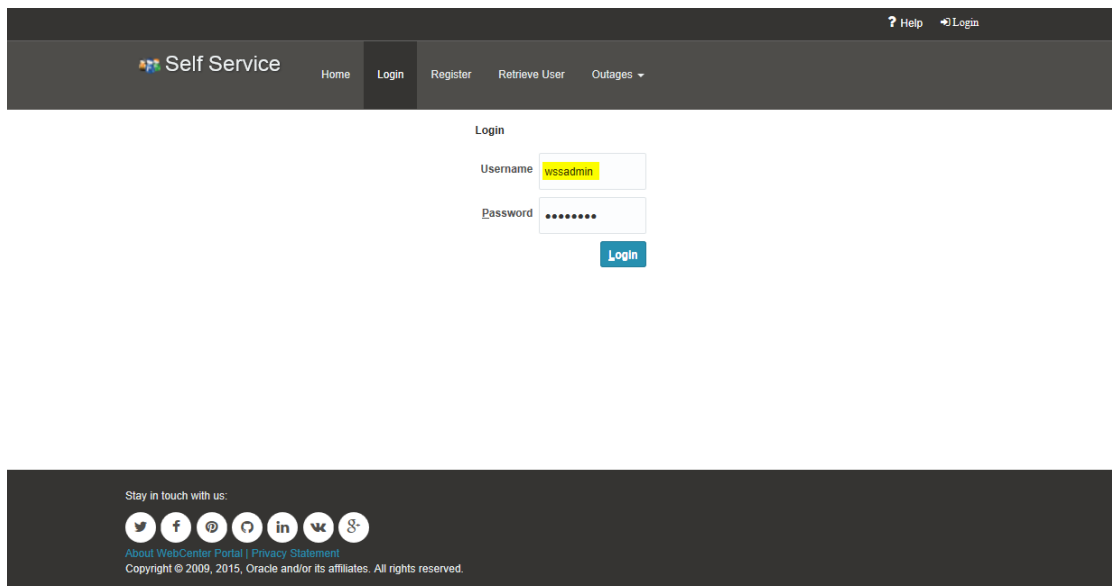 ? Help Login
Self Service Home Login Register Retrieve User Outages
Login
Username wssadmin
Password ••••••••
Login
Stay in touch with us:
About WebCenter Portal | Privacy Statement
Copyright © 2009, 2015, Oracle and/or its affiliates. All rights reserved.